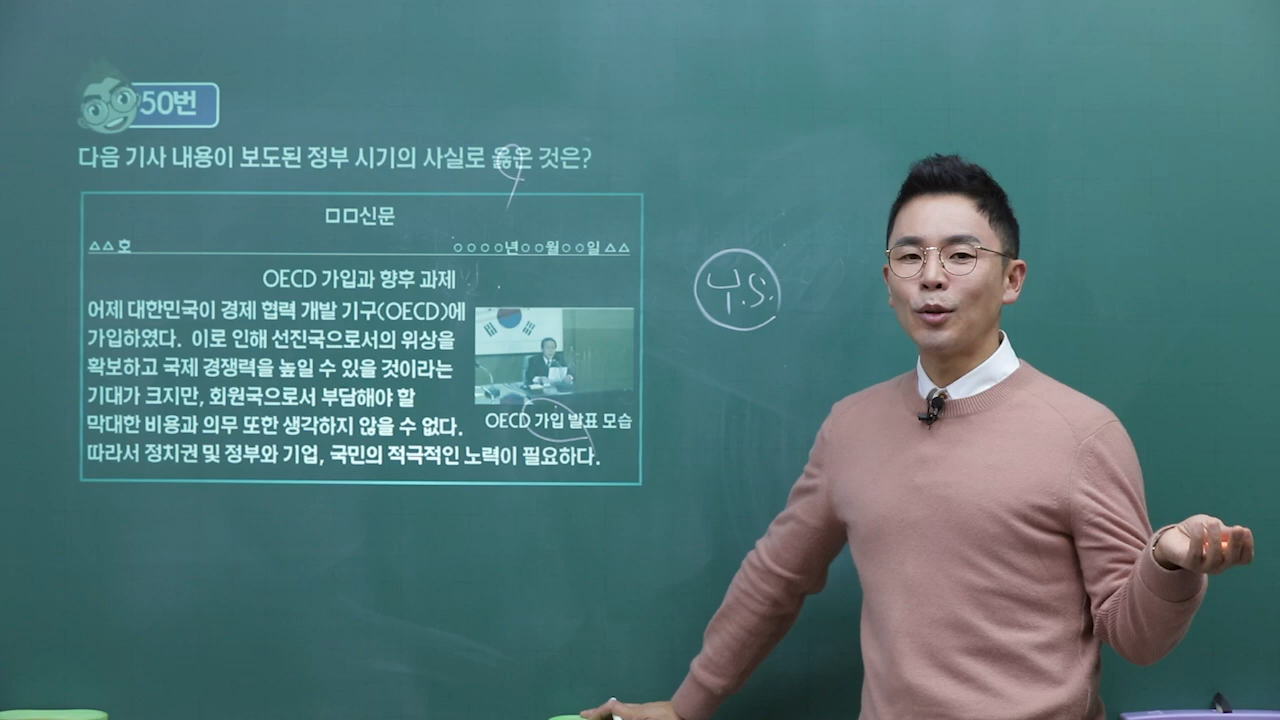 50번
다음 기사 내용이 보도된 정부 시기의 사실로 옳은 것은?
ㅁㅁ신문
△△호
○○○○년○○월○○일 △△
OECD 가입과 향후 과제
어제 대한민국이 경제 협력 개발 기구(OECD)에
가입하였다. 이로 인해 선진국으로서의 위상을
확보하고 국제 경쟁력을 높일 수 있을 것이라는
기대가 크지만, 회원국으로서 부담해야 할
막대한 비용과 의무 또한 생각하지 않을 수 없다.
따라서 정치권 및 정부와 기업, 국민의 적극적인 노력이 필요하다.
OECD 가입 발표 모습
Y.S.